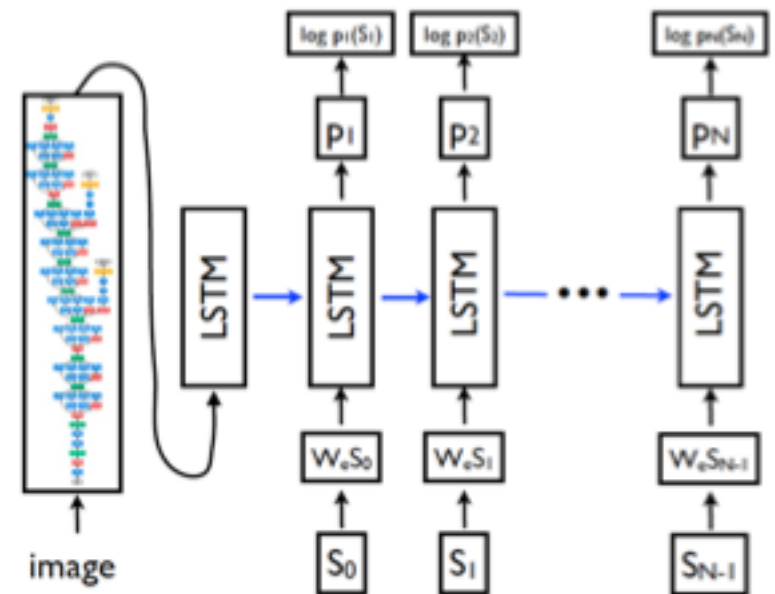 log p1(S1) log p2(S2) log pN(SN)
p1 p2 pN
LSTM LSTM LSTM LSTM
WeS0 WeS1 WeSN-1
image S0 S1 SN-1